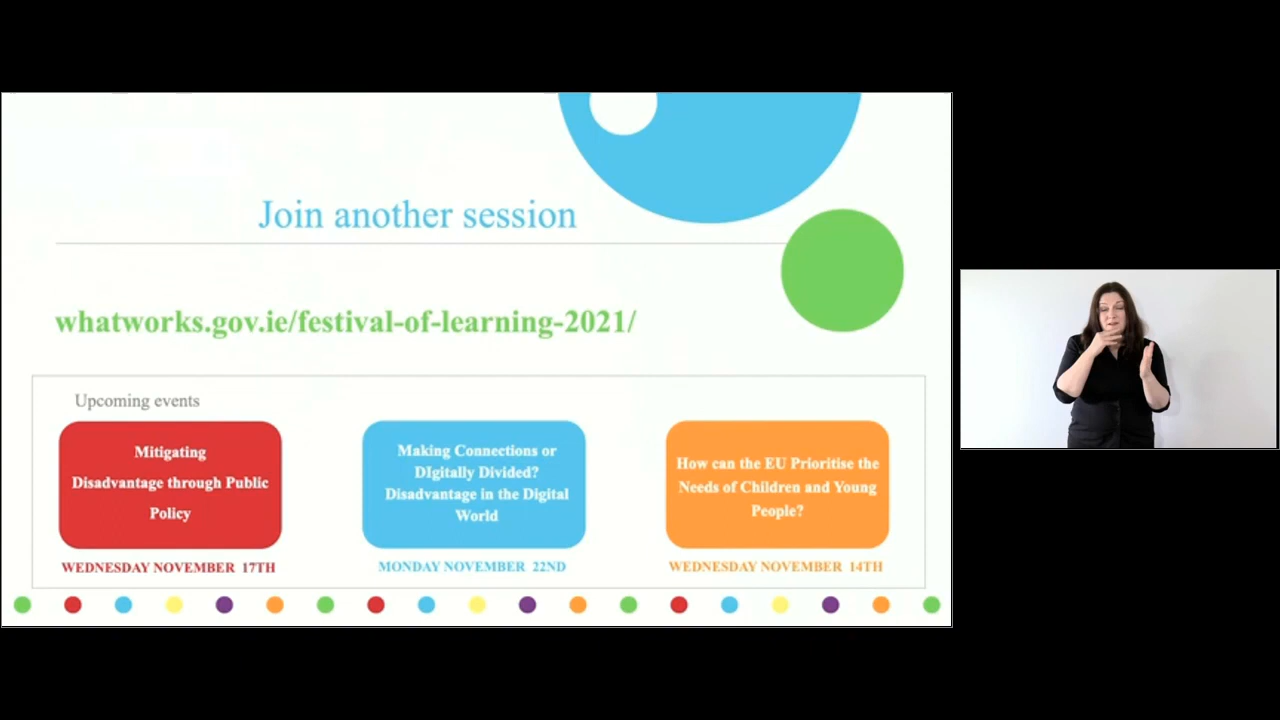 Join another session
whatworks.gov.ie/festival-of-learning-2021/
Upcoming events
Mitigating
Disadvantage through Public
Policy
WEDNESDAY NOVEMBER 17TH
Making Connections or
DIgitally Divided?
Disadvantage in the Digital
World
MONDAY NOVEMBER 22ND
How can the EU Prioritise the
Needs of Children and Young
People?
WEDNESDAY NOVEMBER 14TH